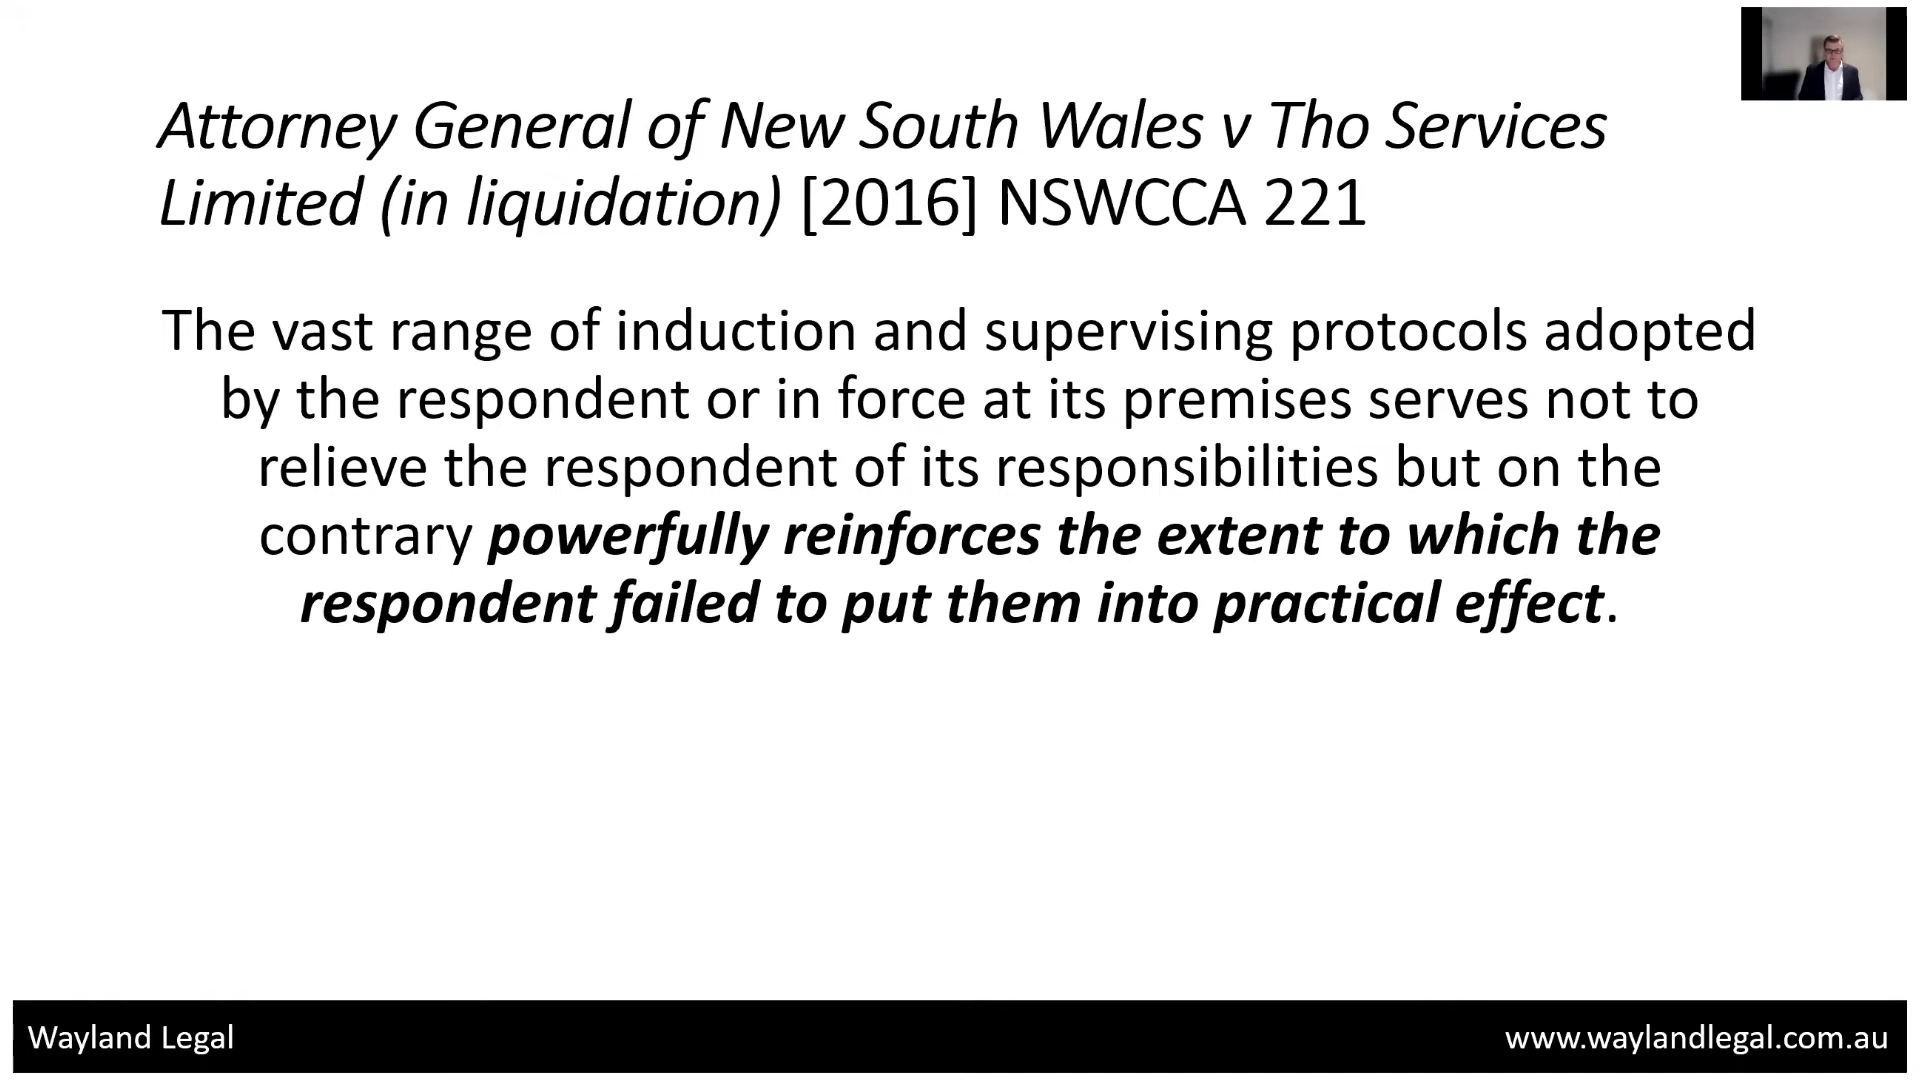 Attorney General of New South Wales v Tho Services
Limited (in liquidation) [2016] NSWCCA 221
The vast range of induction and supervising protocols adopted
by the respondent or in force at its premises serves not to
relieve the respondent of its responsibilities but on the
contrary powerfully reinforces the extent to which the
respondent failed to put them into practical effect.
Wayland Legal
www.waylandlegal.com.au